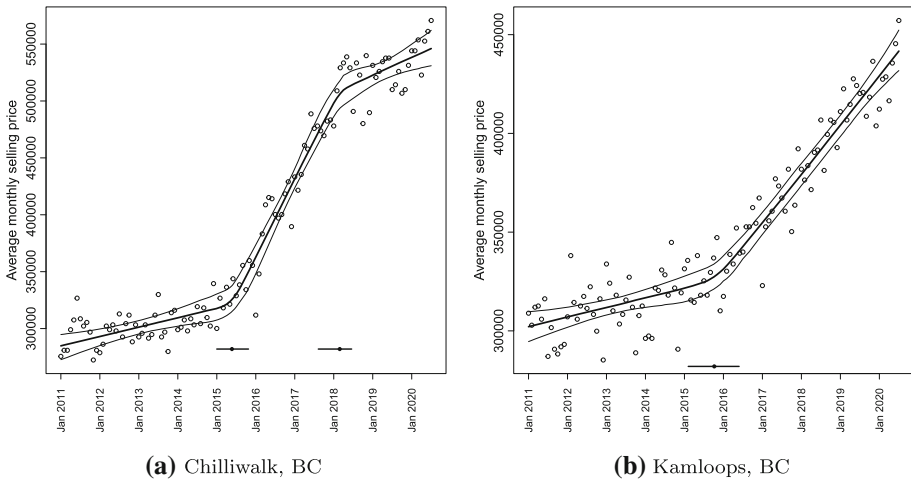 Average monthly selling price
300000 350000 400000 450000 500000 550000
Jan 2011 Jan 2012 Jan 2013 Jan 2014 Jan 2015 Jan 2016 Jan 2017 Jan 2018 Jan 2019 Jan 2020
(a) Chilliwalk, BC
Average monthly selling price
300000 350000 400000 450000
Jan 2011 Jan 2012 Jan 2013 Jan 2014 Jan 2015 Jan 2016 Jan 2017 Jan 2018 Jan 2019 Jan 2020
(b) Kamloops, BC